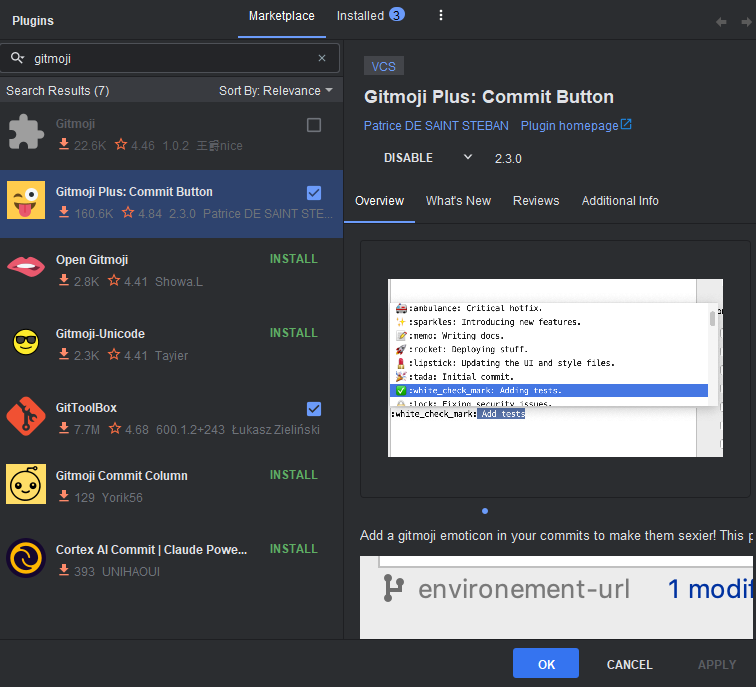 Plugins
Marketplace
Installed 3
gitmoji
Search Results (7)
Sort By: Relevance
Gitmoji
22.6K 4.46 1.0.2 王爵nice
Gitmoji Plus: Commit Button
160.6K 4.84 2.3.0 Patrice DE SAINT STE...
Open Gitmoji
INSTALL
2.8K 4.41 Showa.L
Gitmoji-Unicode
INSTALL
2.3K 4.41 Tayier
GitToolBox
7.7M 4.68 600.1.2+243 Łukasz Zieliński
Gitmoji Commit Column
INSTALL
129 Yorik56
Cortex AI Commit | Claude Powe...
INSTALL
393 UNIHAOUI
VCS
Gitmoji Plus: Commit Button
Patrice DE SAINT STEBAN
Plugin homepage
DISABLE
2.3.0
Overview
What's New
Reviews
Additional Info
:ambulance: Critical hotfix.
:sparkles: Introducing new features.
:memo: Writing docs.
:rocket: Deploying stuff.
:lipstick: Updating the UI and style files.
:tada: Initial commit.
:white_check_mark: Adding tests.
:lock: Fixing security issues.
:white_check_mark: Add tests
Add a gitmoji emoticon in your commits to make them sexier! This p
environement-url
1 modif
OK
CANCEL
APPLY